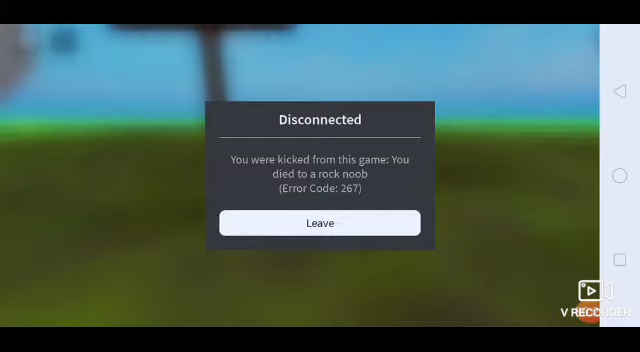 Disconnected
You were kicked from this game: You
died to a rock noob
(Error Code: 267)
Leave
V RECORDER